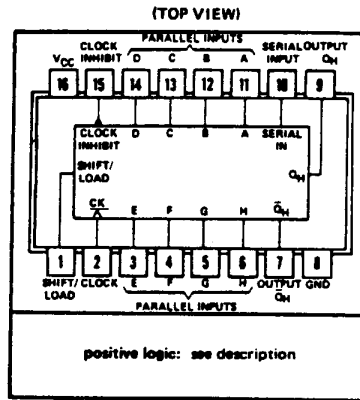 (TOP VIEW)
PARALLEL INPUTS
CLOCK SERIAL OUTPUT
VCC INHIBIT D C B A INPUT QH
16 15 14 13 12 11 10 9
CLOCK INHIBIT D C B A SERIAL IN
SHIFT/
LOAD
QH
CK E F G H Q̅H
1 2 3 4 5 6 7 8
SHIFT/ CLOCK E F G H OUTPUT GND
LOAD PARALLEL INPUTS Q̅H
positive logic: see description